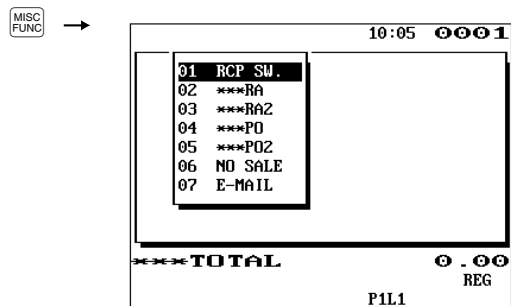 MISC
FUNC
10:05 0001
01 RCP SW.
02 ***RA
03 ***RA2
04 ***PO
05 ***PO2
06 NO SALE
07 E-MAIL
***TOTAL 0.00
REG
P1L1